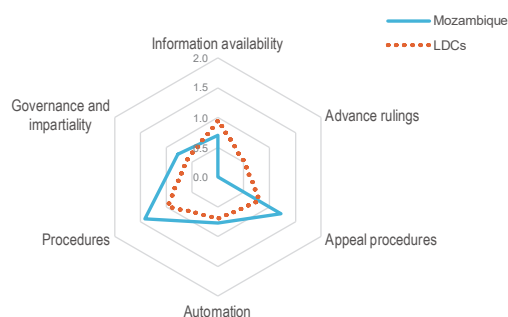 Mozambique
LDCs
Information availability
2.0
1.5
1.0
0.5
0.0
Governance and
impartiality
Advance rulings
Procedures
Appeal procedures
Automation